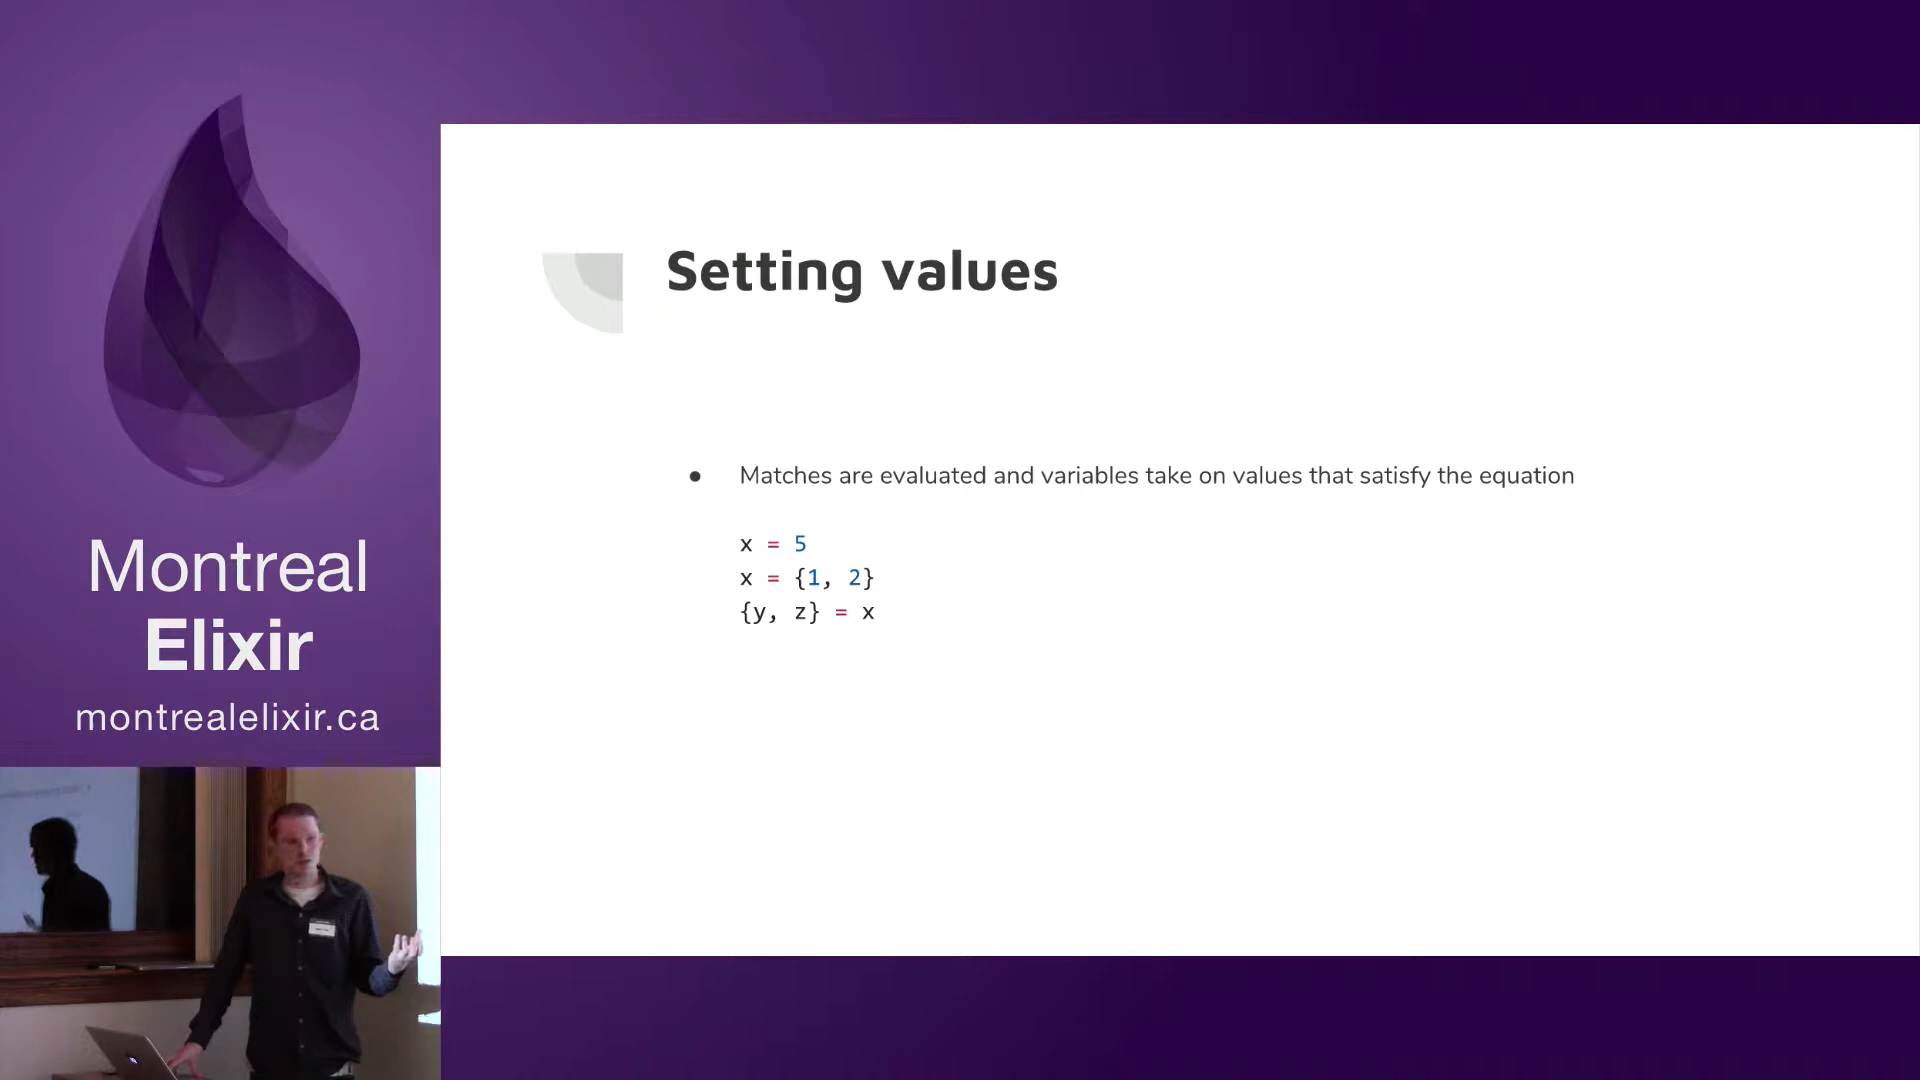 Montreal
Elixir
montrealelixir.ca
Setting values
● Matches are evaluated and variables take on values that satisfy the equation
x = 5
x = {1, 2}
{y, z} = x